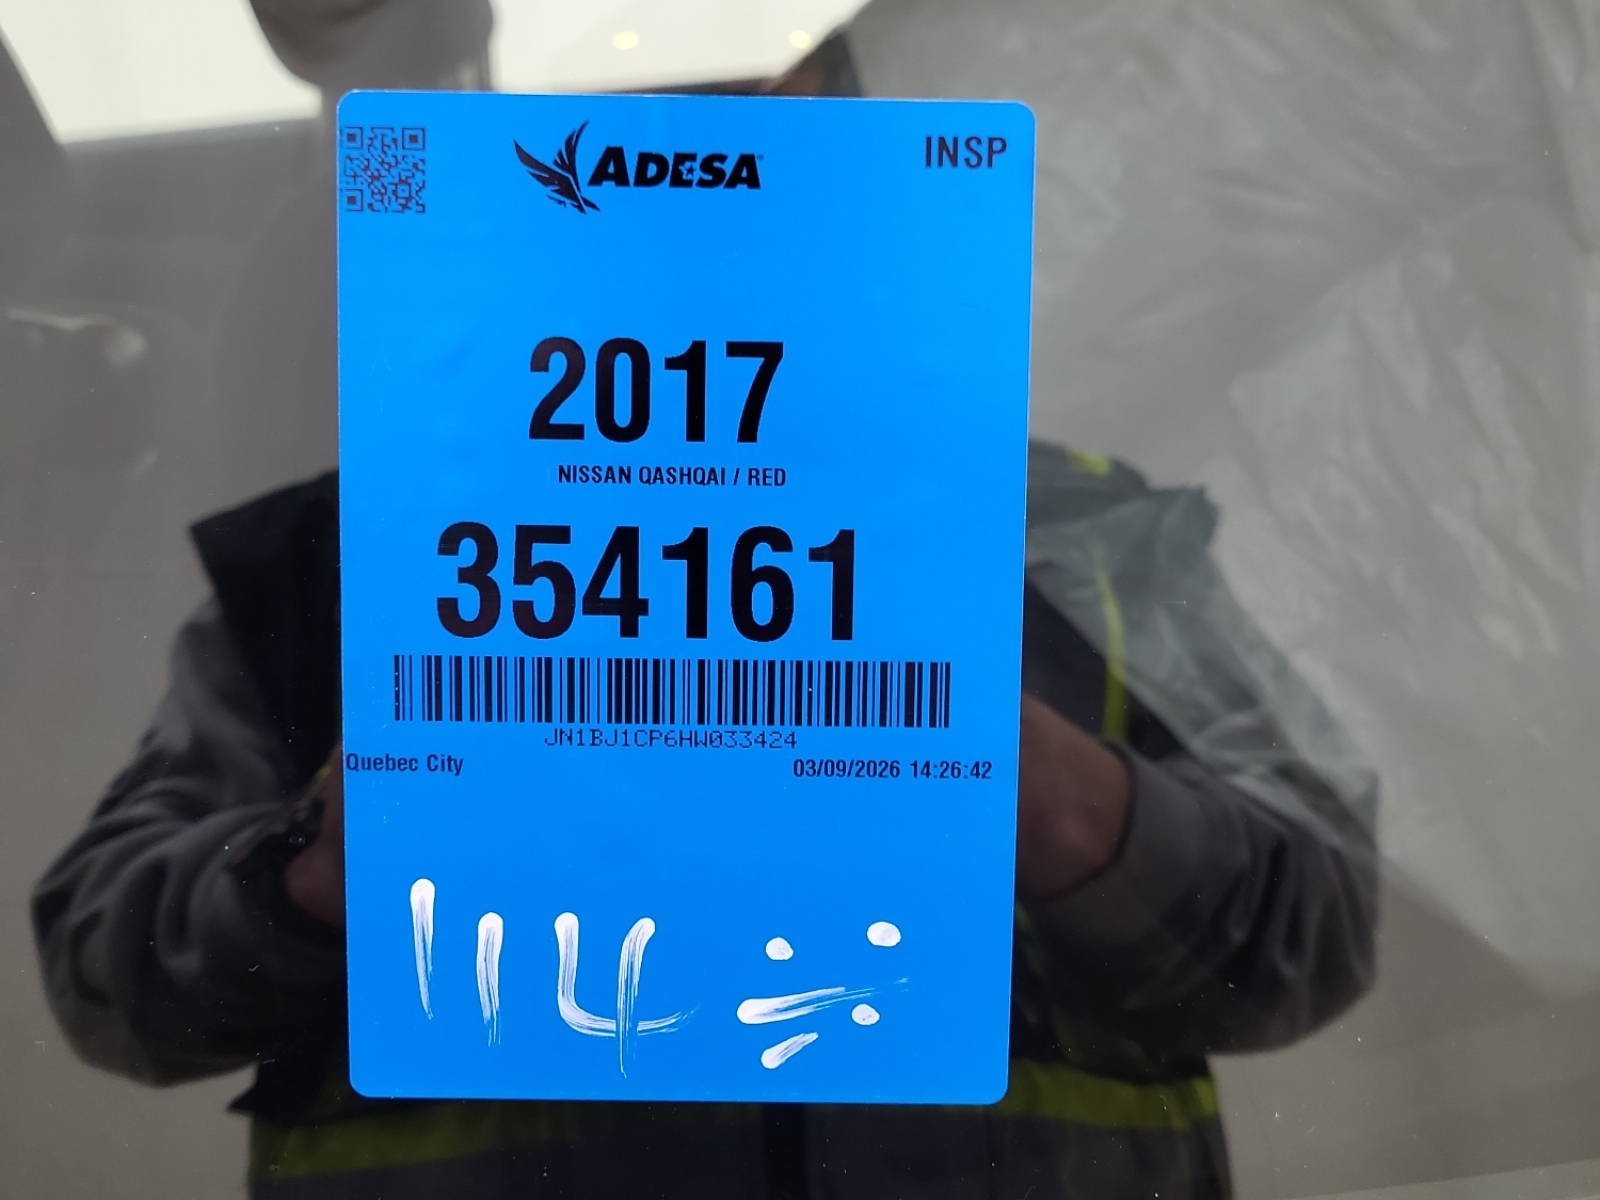 ADESA
INSP
2017
NISSAN QASHQAI / RED
354161
JN1BJ1CP6HW033424
Quebec City
03/09/2026 14:26:42
114